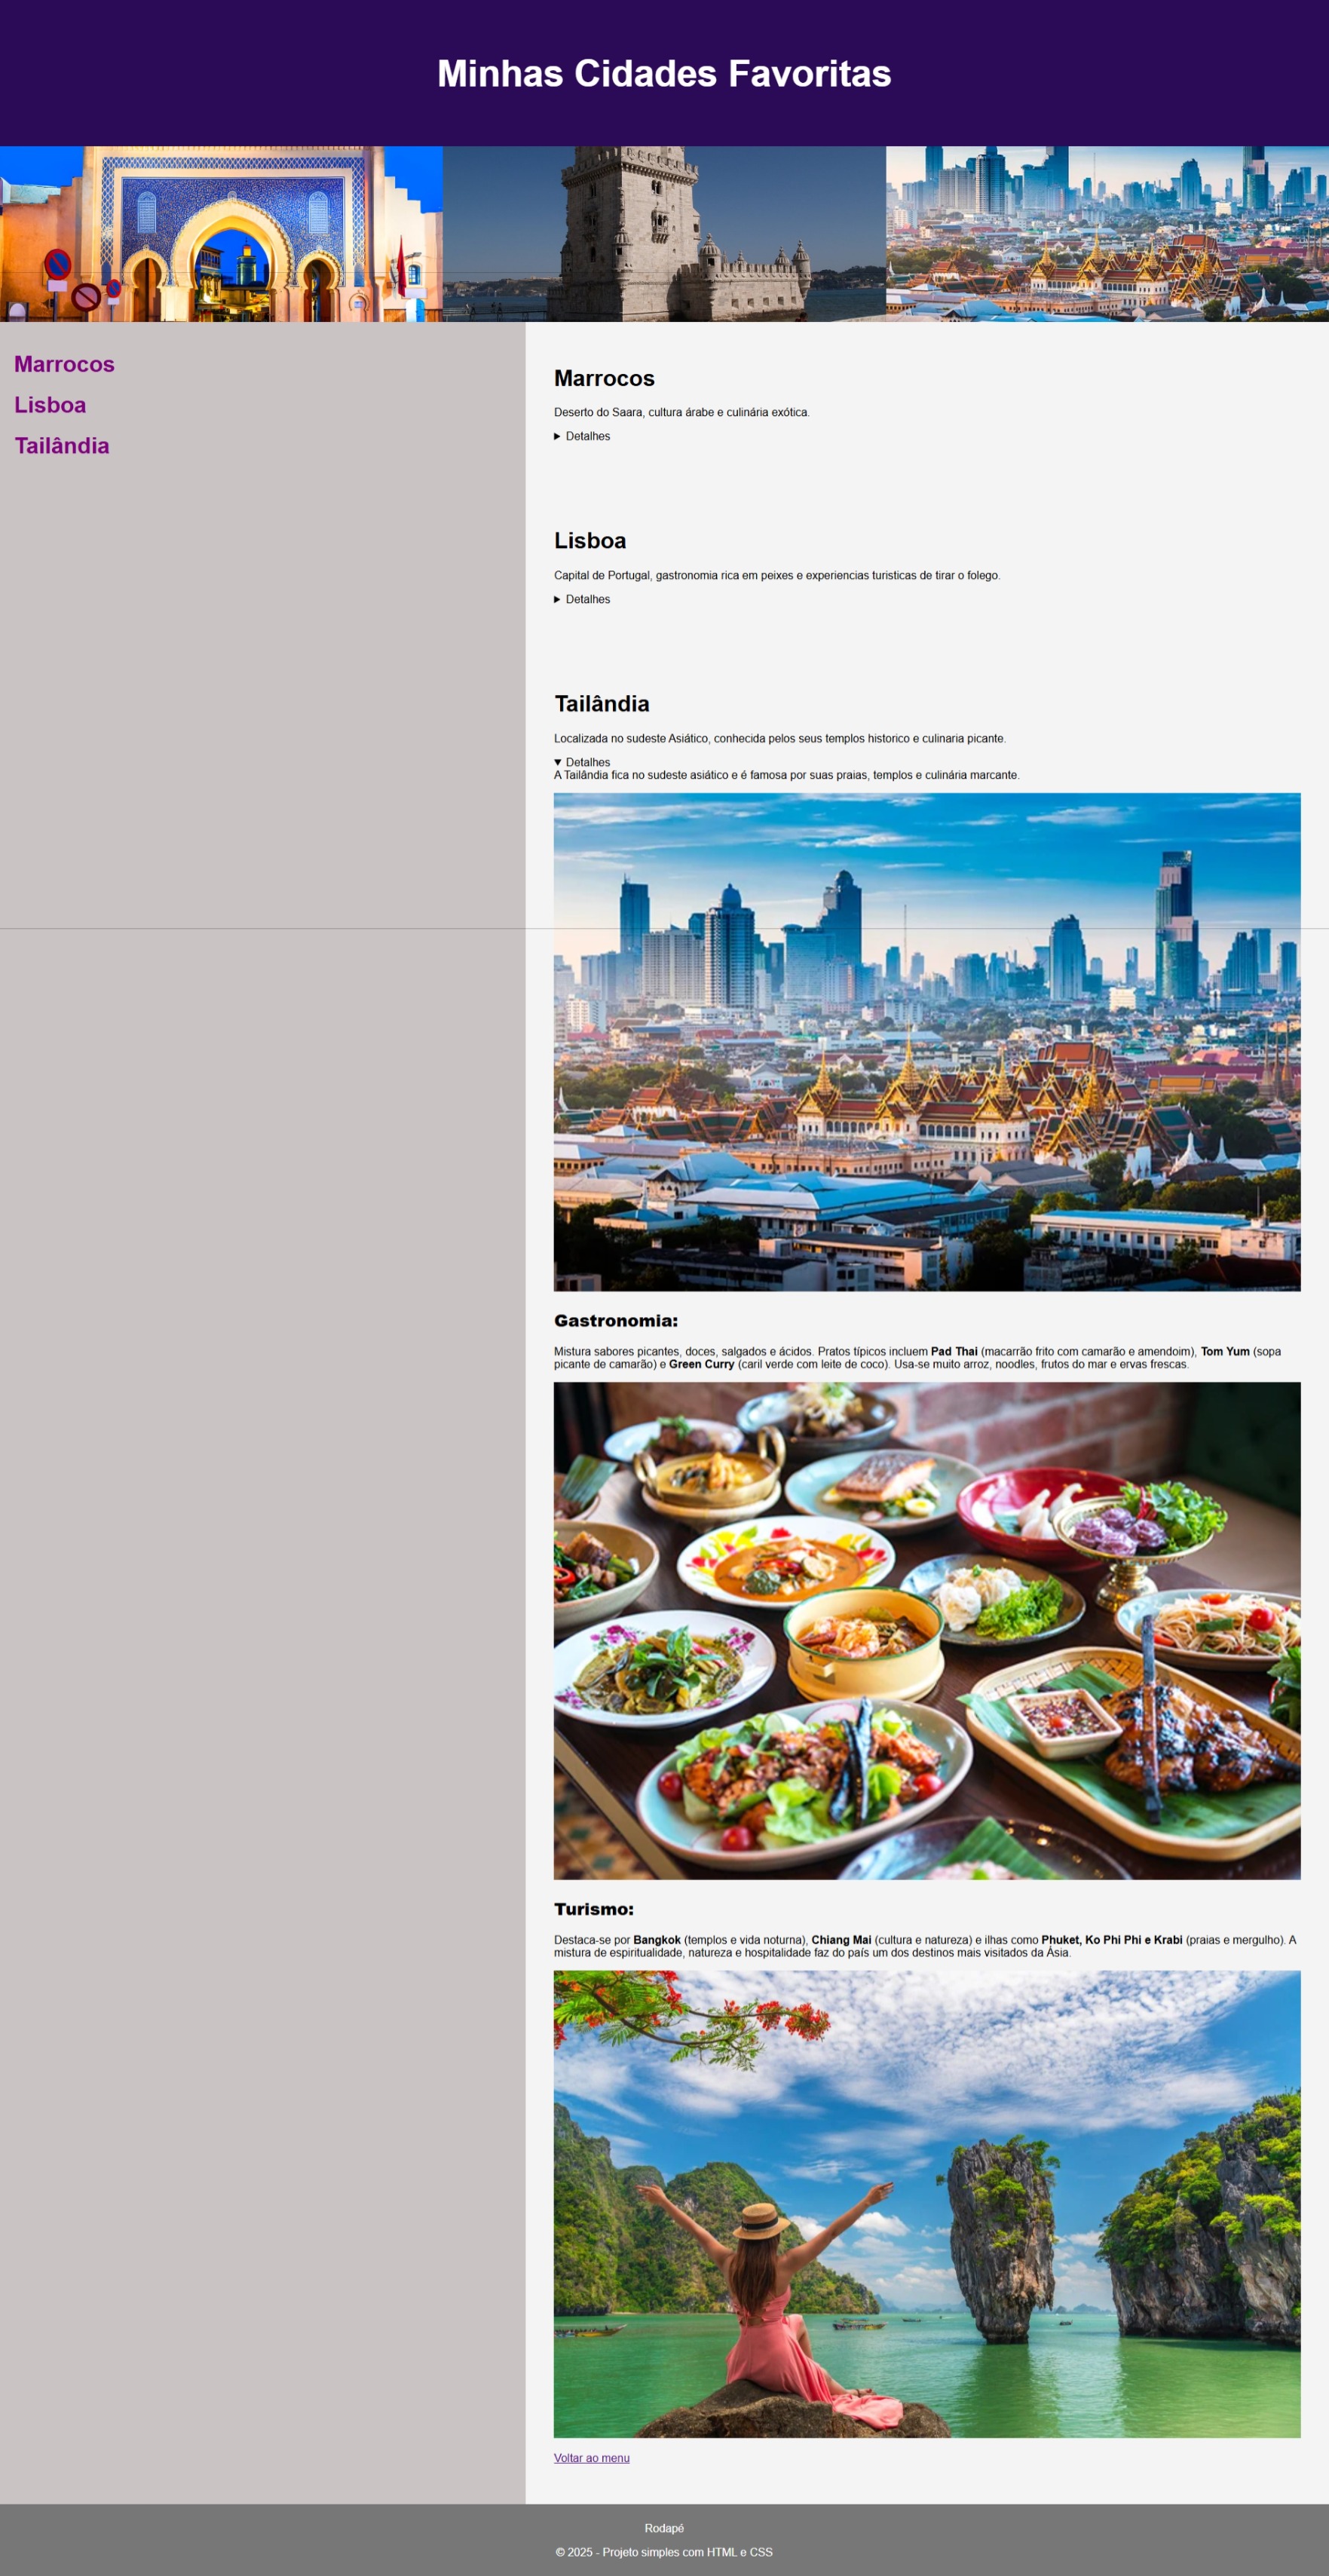 Minhas Cidades Favoritas
Marrocos
Lisboa
Tailândia
Marrocos
Deserto do Saara, cultura árabe e culinária exótica.
Detalhes
Lisboa
Capital de Portugal, gastronomia rica em peixes e experiencias turisticas de tirar o folego.
Detalhes
Tailândia
Localizada no sudeste Asiático, conhecida pelos seus templos historico e culinaria picante.
Detalhes
A Tailândia fica no sudeste asiático e é famosa por suas praias, templos e culinária marcante.
Gastronomia:
Mistura sabores picantes, doces, salgados e ácidos. Pratos típicos incluem Pad Thai (macarrão frito com camarão e amendoim), Tom Yum (sopa
picante de camarão) e Green Curry (caril verde com leite de coco). Usa-se muito arroz, noodles, frutos do mar e ervas frescas.
Turismo:
Destaca-se por Bangkok (templos e vida noturna), Chiang Mai (cultura e natureza) e ilhas como Phuket, Ko Phi Phi e Krabi (praias e mergulho). A
mistura de espiritualidade, natureza e hospitalidade faz do país um dos destinos mais visitados da Ásia.
Voltar ao menu
Rodapé
© 2025 - Projeto simples com HTML e CSS